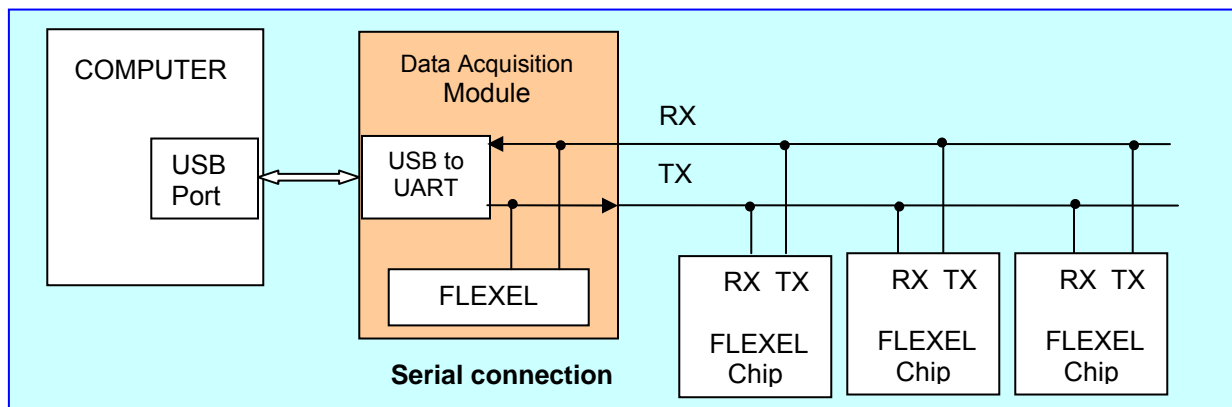 COMPUTER
USB
Port
Data Acquisition
Module
USB to
UART
FLEXEL
RX
TX
RX TX
FLEXEL
Chip
RX TX
FLEXEL
Chip
RX TX
FLEXEL
Chip
Serial connection